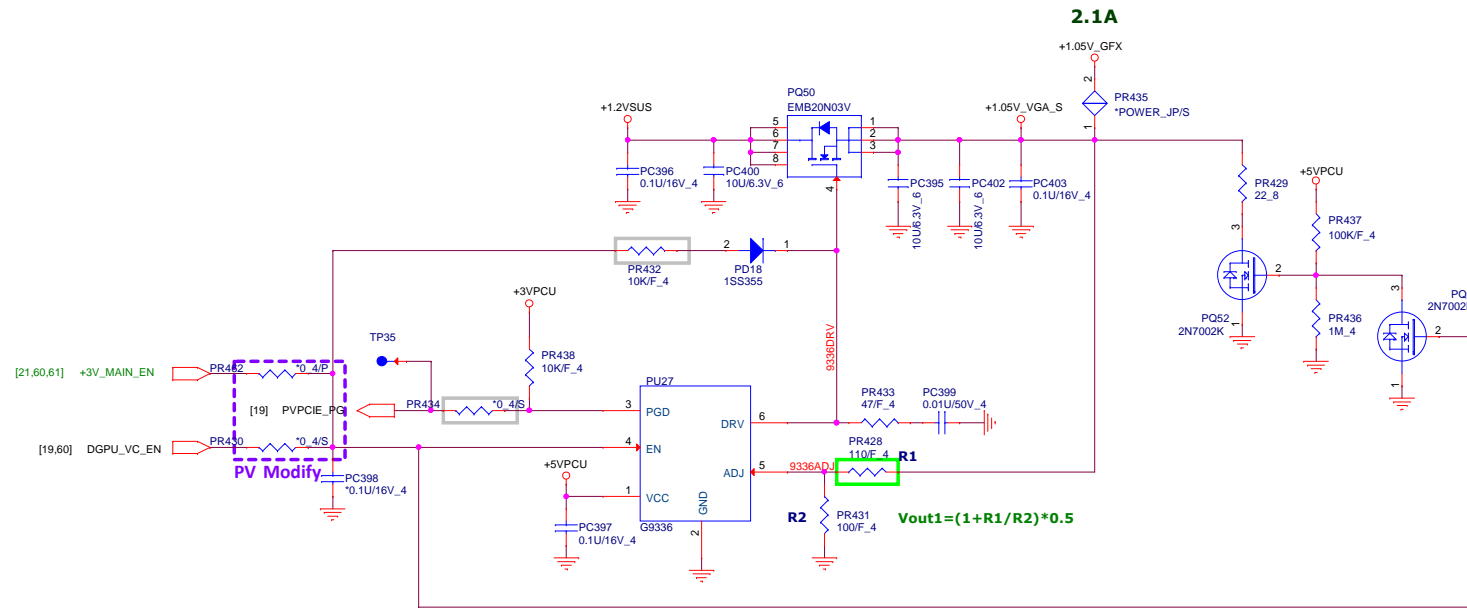 2.1A
+1.05V_GFX
2
PR435
*POWER_JP/S
1
PQ50
EMB20N03V
+1.2VSUS
+1.05V_VGA_S
5
6
7
8
1
2
3
4
PC396
0.1U/16V_4
PC400
10U/6.3V_6
PC395
10U/6.3V_6
PC402
10U/6.3V_6
PC403
0.1U/16V_4
PR429
22_8
+5VPCU
PR437
100K/F_4
3
2
1
PQ52
2N7002K
PR436
1M_4
3
2
1
PQ
2N7002
PR432
10K/F_4
2
1
PD18
1SS355
+3VPCU
TP35
PR438
10K/F_4
9336DRV
[21,60,61] +3V_MAIN_EN
PR462
*0_4/P
[19] PVPCIE_PG
PR434
*0_4/S
[19,60] DGPU_VC_EN
PR430
*0_4/S
PV Modify
PC398
*0.1U/16V_4
PU27
3
PGD
4
EN
1
VCC
DRV
6
ADJ
5
GND
2
G9336
+5VPCU
PC397
0.1U/16V_4
PR433
47/F_4
PC399
0.01U/50V_4
PR428
110/F_4
R1
9336ADJ
R2
PR431
100/F_4
Vout1=(1+R1/R2)*0.5